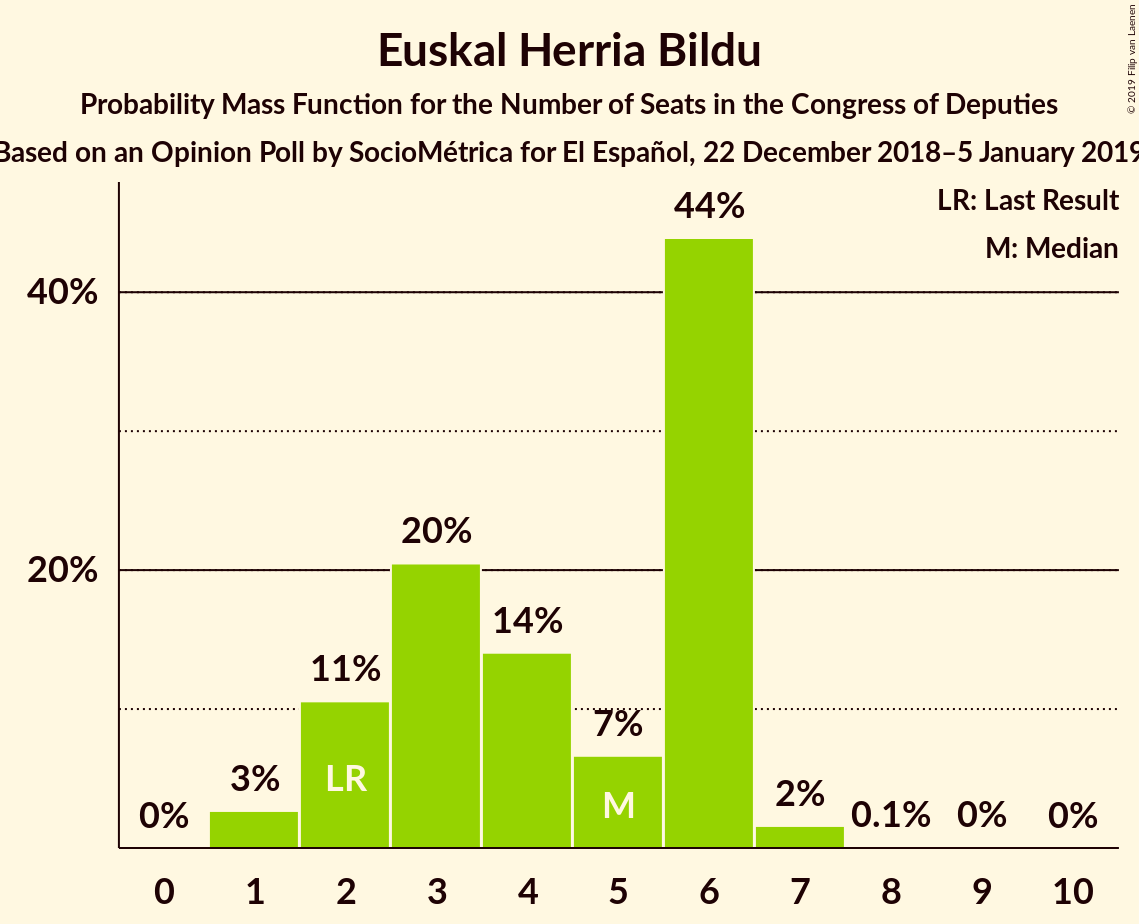 Euskal Herria Bildu
Probability Mass Function for the Number of Seats in the Congress of Deputies
Based on an Opinion Poll by SocioMétrica for El Español, 22 December 2018–5 January 2019
© 2019 Filip van Laenen
LR: Last Result
M: Median
40%
20%
0%
3%
11%
20%
14%
7%
44%
2%
0.1%
0%
0%
LR
M
0 1 2 3 4 5 6 7 8 9 10